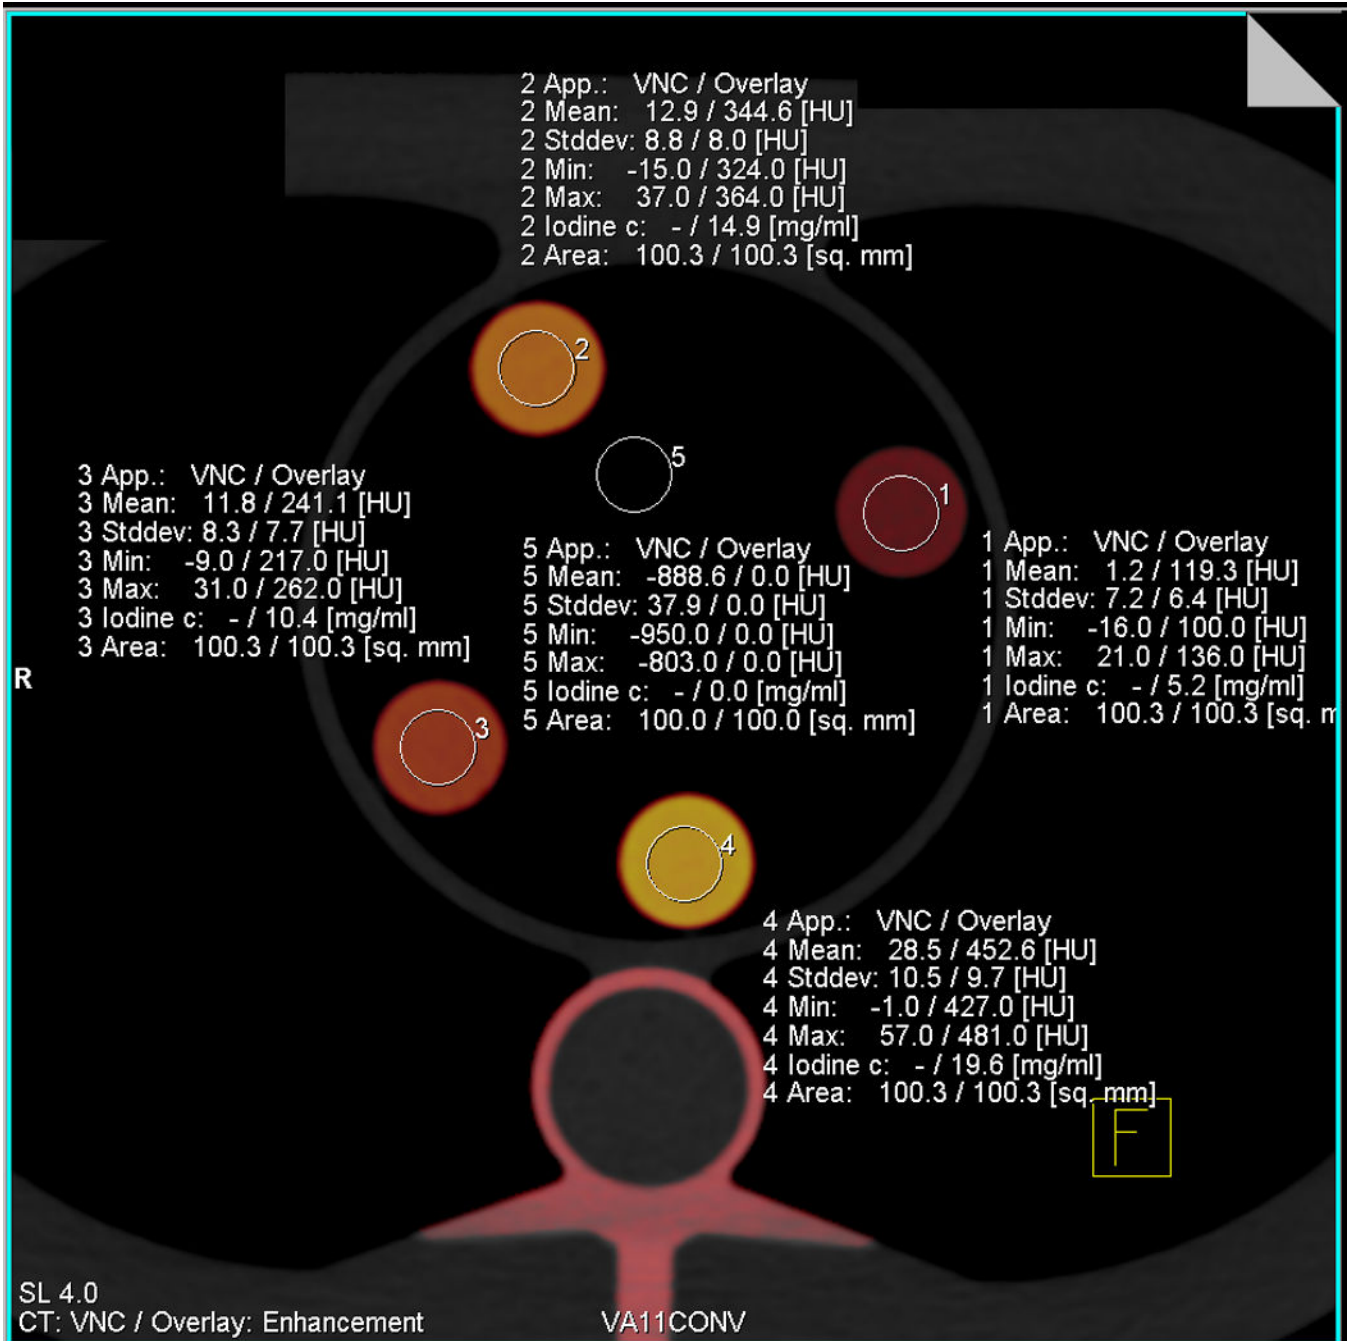 2 App.: VNC / Overlay
2 Mean: 12.9 / 344.6 [HU]
2 Stddev: 8.8 / 8.0 [HU]
2 Min: -15.0 / 324.0 [HU]
2 Max: 37.0 / 364.0 [HU]
2 Iodine c: - / 14.9 [mg/ml]
2 Area: 100.3 / 100.3 [sq. mm]
2
5
1
3 App.: VNC / Overlay
3 Mean: 11.8 / 241.1 [HU]
3 Stddev: 8.3 / 7.7 [HU]
3 Min: -9.0 / 217.0 [HU]
3 Max: 31.0 / 262.0 [HU]
3 Iodine c: - / 10.4 [mg/ml]
3 Area: 100.3 / 100.3 [sq. mm]
5 App.: VNC / Overlay
5 Mean: -888.6 / 0.0 [HU]
5 Stddev: 37.9 / 0.0 [HU]
5 Min: -950.0 / 0.0 [HU]
5 Max: -803.0 / 0.0 [HU]
5 Iodine c: - / 0.0 [mg/ml]
5 Area: 100.0 / 100.0 [sq. mm]
1 App.: VNC / Overlay
1 Mean: 1.2 / 119.3 [HU]
1 Stddev: 7.2 / 6.4 [HU]
1 Min: -16.0 / 100.0 [HU]
1 Max: 21.0 / 136.0 [HU]
1 Iodine c: - / 5.2 [mg/ml]
1 Area: 100.3 / 100.3 [sq. m
R
3
4
4 App.: VNC / Overlay
4 Mean: 28.5 / 452.6 [HU]
4 Stddev: 10.5 / 9.7 [HU]
4 Min: -1.0 / 427.0 [HU]
4 Max: 57.0 / 481.0 [HU]
4 Iodine c: - / 19.6 [mg/ml]
4 Area: 100.3 / 100.3 [sq. mm]
F
SL 4.0
CT: VNC / Overlay: Enhancement
VA11CONV